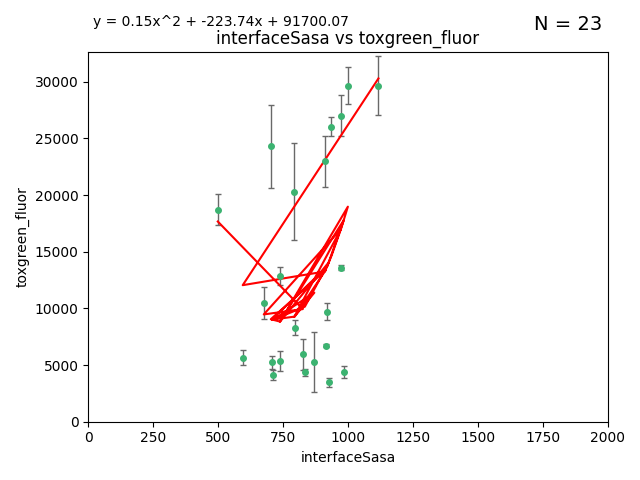 y = 0.15x^2 + -223.74x + 91700.07
N = 23
interfaceSasa vs toxgreen_fluor
30000
25000
20000
15000
10000
5000
0
toxgreen_fluor
0 250 500 750 1000 1250 1500 1750 2000
interfaceSasa